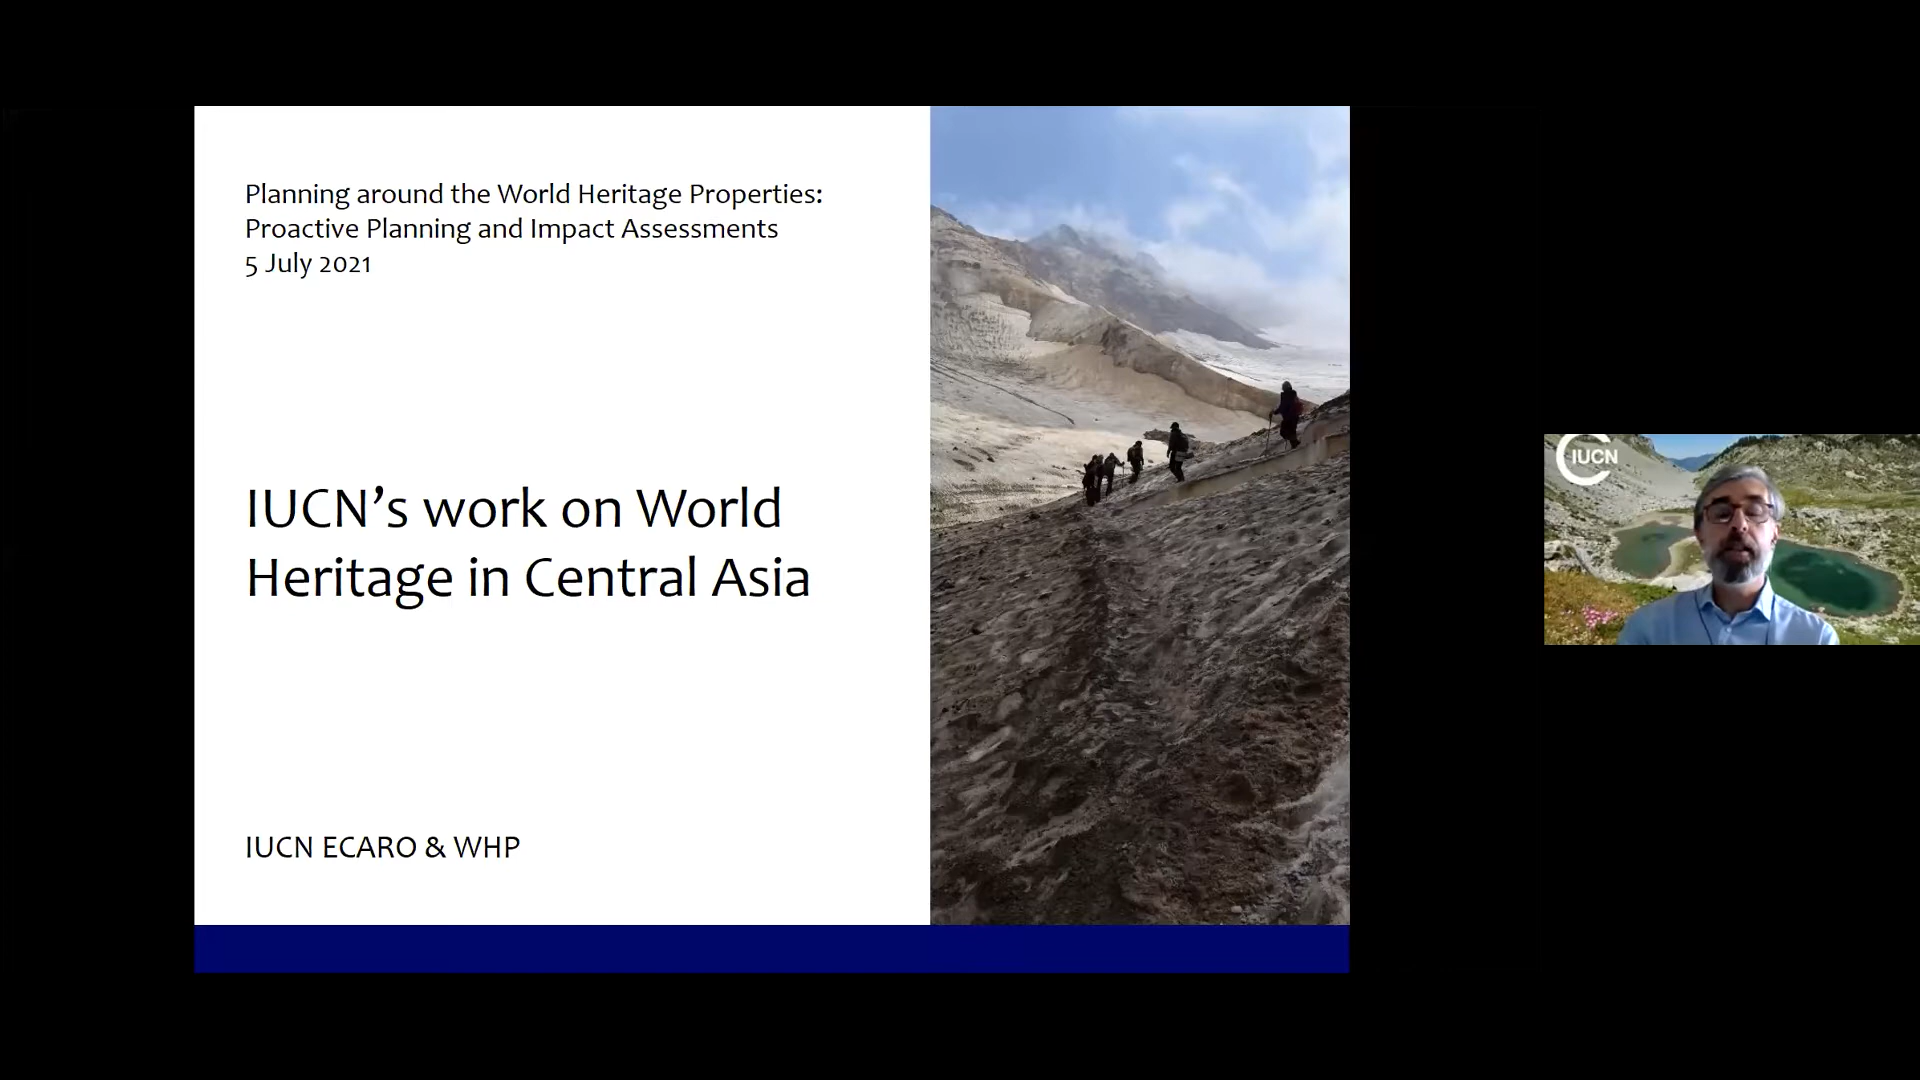 Planning around the World Heritage Properties:
Proactive Planning and Impact Assessments
5 July 2021
IUCN's work on World
Heritage in Central Asia
IUCN ECARO & WHP
IUCN